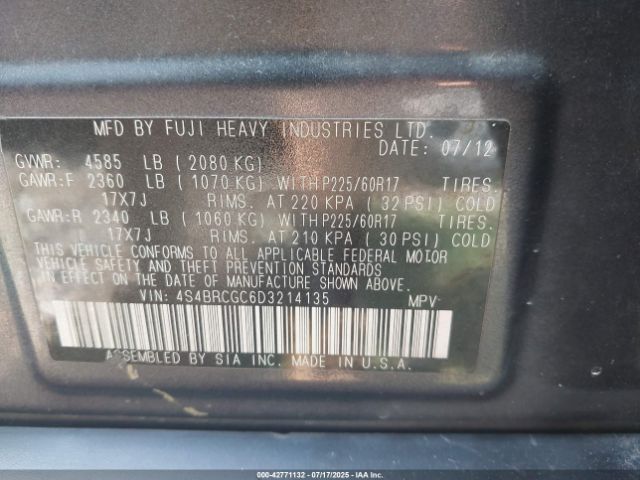 MFD BY FUJI HEAVY INDUSTRIES LTD.
DATE: 07/12
GVWR: 4585 LB ( 2080 KG)
GAWR:F 2360 LB ( 1070 KG) WITH P225/60R17 TIRES.
17X7J RIMS. AT 220 KPA ( 32 PSI) COLD
GAWR:R 2340 LB ( 1060 KG) WITH P225/60R17 TIRES.
17X7J RIMS. AT 210 KPA ( 30 PSI) COLD
THIS VEHICLE CONFORMS TO ALL APPLICABLE FEDERAL MOTOR
VEHICLE SAFETY AND THEFT PREVENTION STANDARDS
IN EFFECT ON THE DATE OF MANUFACTURE SHOWN ABOVE.
VIN: 4S4BRCGC6D3214135 MPV
ASSEMBLED BY SIA INC. MADE IN U.S.A.
000-42771132 - 07/17/2025 - Copyright IAA, Inc.